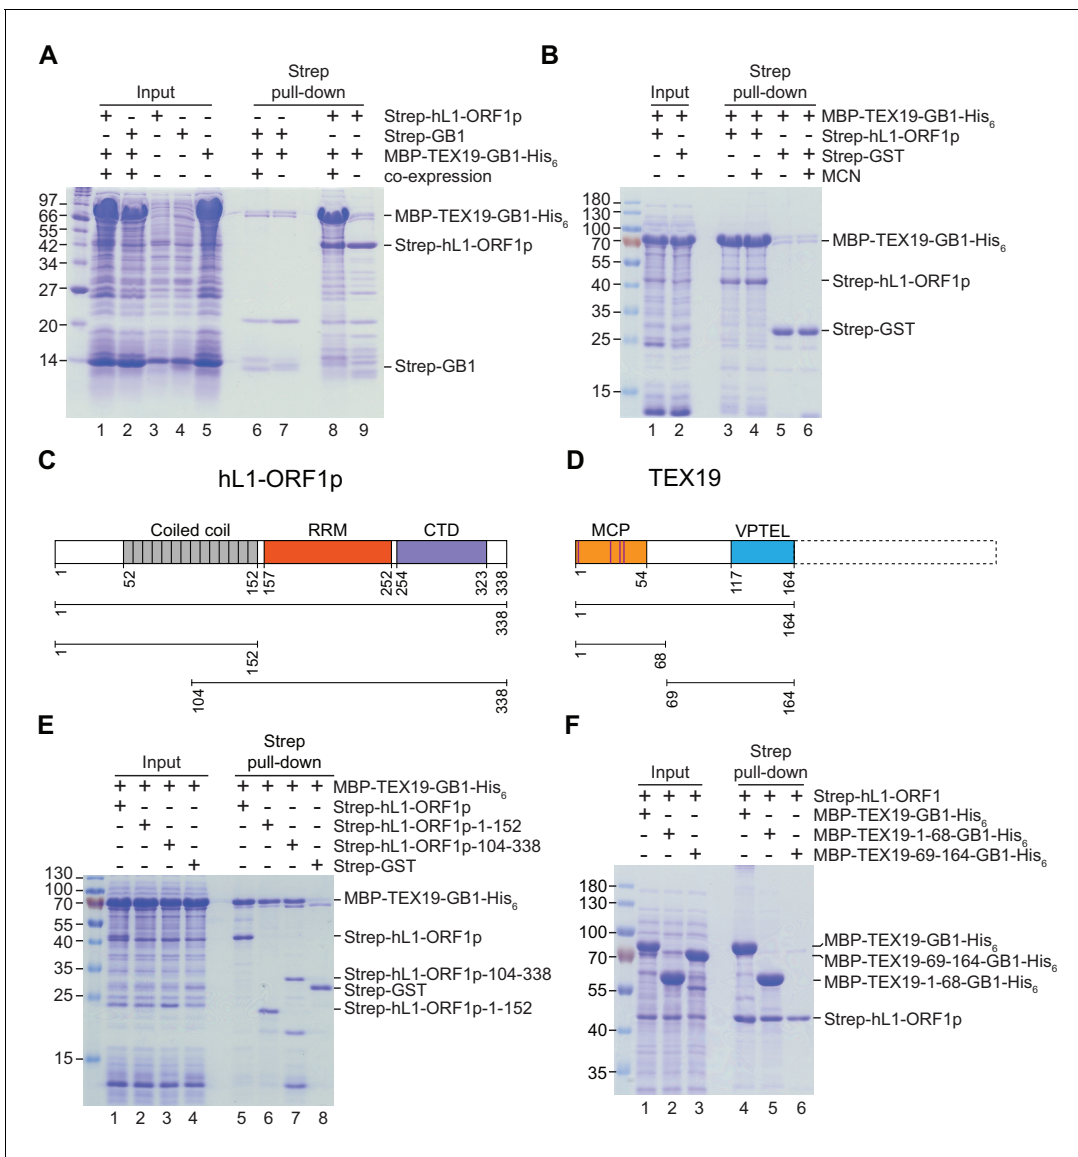 A
Input
Strep
pull-down
+ - + - - - - + + Strep-hL1-ORF1p
- + - + - + + - - Strep-GB1
+ + - - + + + + + MBP-TEX19-GB1-His6
+ + - - - + - + - co-expression
97
66
55
42
34
27
20
14
MBP-TEX19-GB1-His6
Strep-hL1-ORF1p
Strep-GB1
1 2 3 4 5 6 7 8 9
B
Input
Strep
pull-down
+ + + + + + MBP-TEX19-GB1-His6
+ - + + - - Strep-hL1-ORF1p
- + - - + + Strep-GST
- - - + - + MCN
180
130
100
70
55
40
35
25
15
MBP-TEX19-GB1-His6
Strep-hL1-ORF1p
Strep-GST
1 2 3 4 5 6
C
hL1-ORF1p
Coiled coil RRM CTD
1 52 152 157 252 254 323 338
1 338
1 152
104 338
D
TEX19
MCP VPTEL
1 54 117 164
1 164
1 68
69 164
E
Input
Strep
pull-down
+ + + + + + + + MBP-TEX19-GB1-His6
+ - - - + - - - Strep-hL1-ORF1p
- + - - - + - - Strep-hL1-ORF1p-1-152
- - + - - - + - Strep-hL1-ORF1p-104-338
- - - + - - - + Strep-GST
130
100
70
55
40
35
25
15
MBP-TEX19-GB1-His6
Strep-hL1-ORF1p
Strep-hL1-ORF1p-104-338
Strep-GST
Strep-hL1-ORF1p-1-152
1 2 3 4 5 6 7 8
F
Input
Strep
pull-down
+ + + + + + Strep-hL1-ORF1
+ - - + - - MBP-TEX19-GB1-His6
- + - - + - MBP-TEX19-1-68-GB1-His6
- - + - - + MBP-TEX19-69-164-GB1-His6
180
130
100
70
55
40
35
MBP-TEX19-GB1-His6
MBP-TEX19-69-164-GB1-His6
MBP-TEX19-1-68-GB1-His6
Strep-hL1-ORF1p
1 2 3 4 5 6